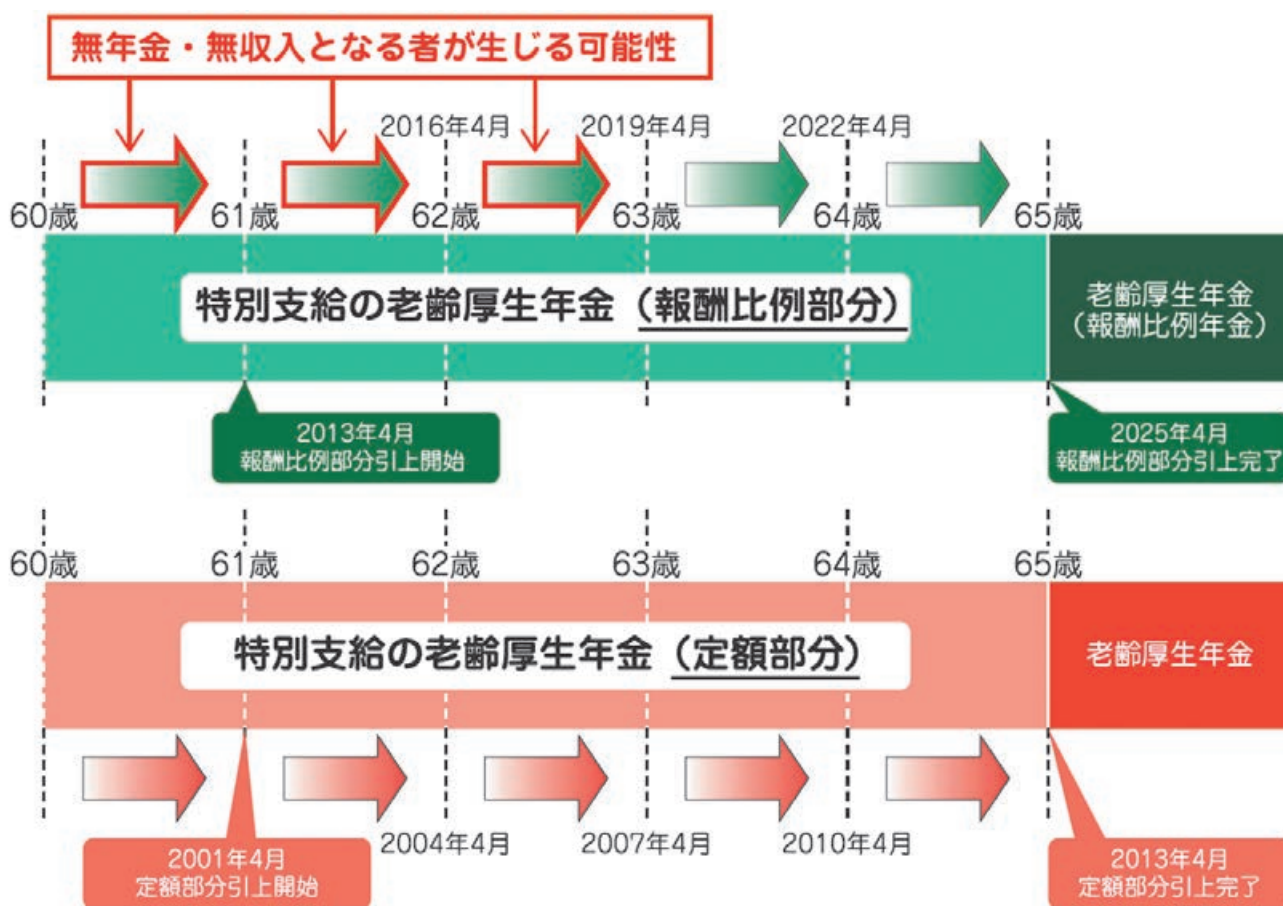 無年金・無収入となる者が生じる可能性
2016年4月 2019年4月 2022年4月
60歳 61歳 62歳 63歳 64歳 65歳
特別支給の老齢厚生年金（報酬比例部分）
老齢厚生年金
（報酬比例年金）
2013年4月
報酬比例部分引上開始
2025年4月
報酬比例部分引上完了
60歳 61歳 62歳 63歳 64歳 65歳
特別支給の老齢厚生年金（定額部分）
老齢厚生年金
2004年4月 2007年4月 2010年4月
2001年4月
定額部分引上開始
2013年4月
定額部分引上完了